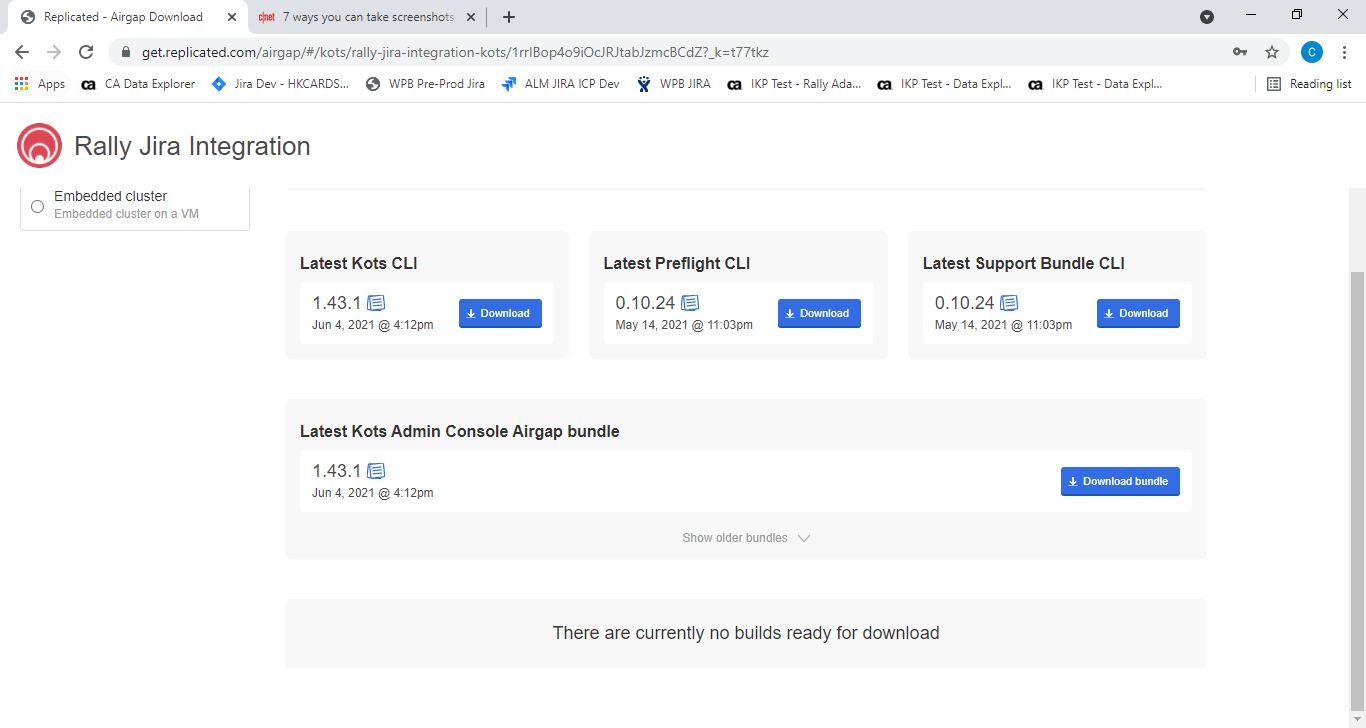 Replicated - Airgap Download
c|net 7 ways you can take screenshots
get.replicated.com/airgap/#/kots/rally-jira-integration-kots/1rrIBop4o9iOcJRJtabJzmcBCdZ?_k=t77tkz
C
Apps
ca CA Data Explorer
Jira Dev - HKCARDS...
WPB Pre-Prod Jira
ALM JIRA ICP Dev
WPB JIRA
ca IKP Test - Rally Ada...
ca IKP Test - Data Expl...
ca IKP Test - Data Expl...
Reading list
Rally Jira Integration
Embedded cluster
Embedded cluster on a VM
Latest Kots CLI
1.43.1
Jun 4, 2021 @ 4:12pm
Download
Latest Preflight CLI
0.10.24
May 14, 2021 @ 11:03pm
Download
Latest Support Bundle CLI
0.10.24
May 14, 2021 @ 11:03pm
Download
Latest Kots Admin Console Airgap bundle
1.43.1
Jun 4, 2021 @ 4:12pm
Download bundle
Show older bundles
There are currently no builds ready for download